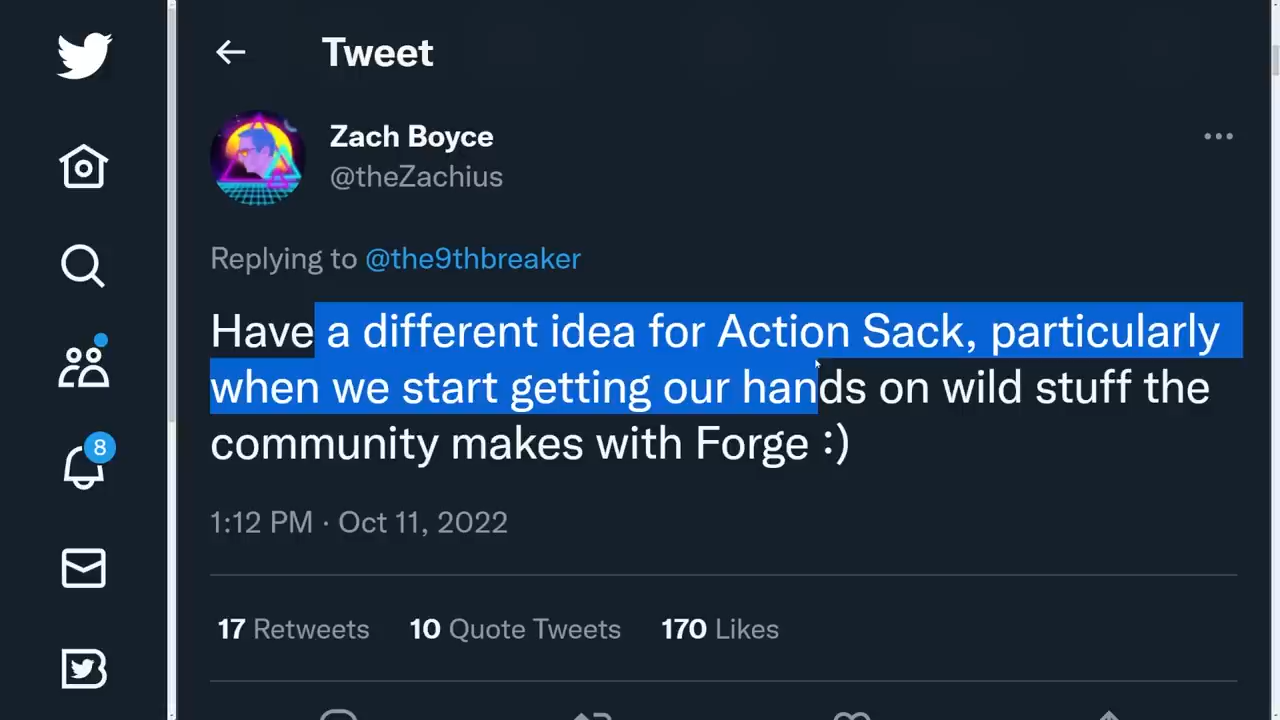 Tweet
Zach Boyce
@theZachius
Replying to @the9thbreaker
Have a different idea for Action Sack, particularly
when we start getting our hands on wild stuff the
community makes with Forge :)
8
1:12 PM · Oct 11, 2022
17 Retweets 10 Quote Tweets 170 Likes